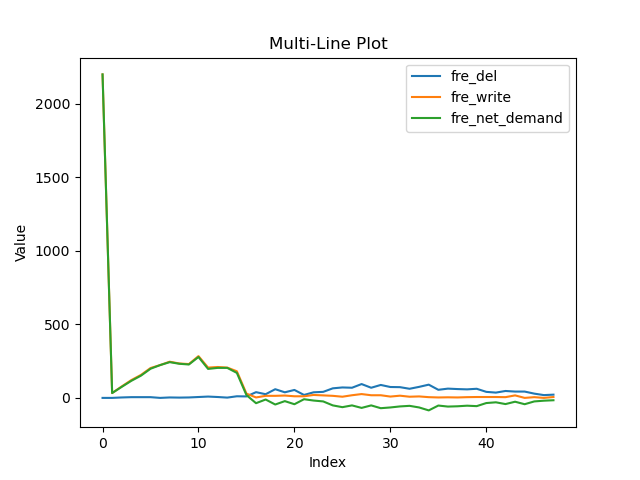 Multi-Line Plot
fre_del
fre_write
fre_net_demand
Value
2000
1500
1000
500
0
0 10 20 30 40
Index